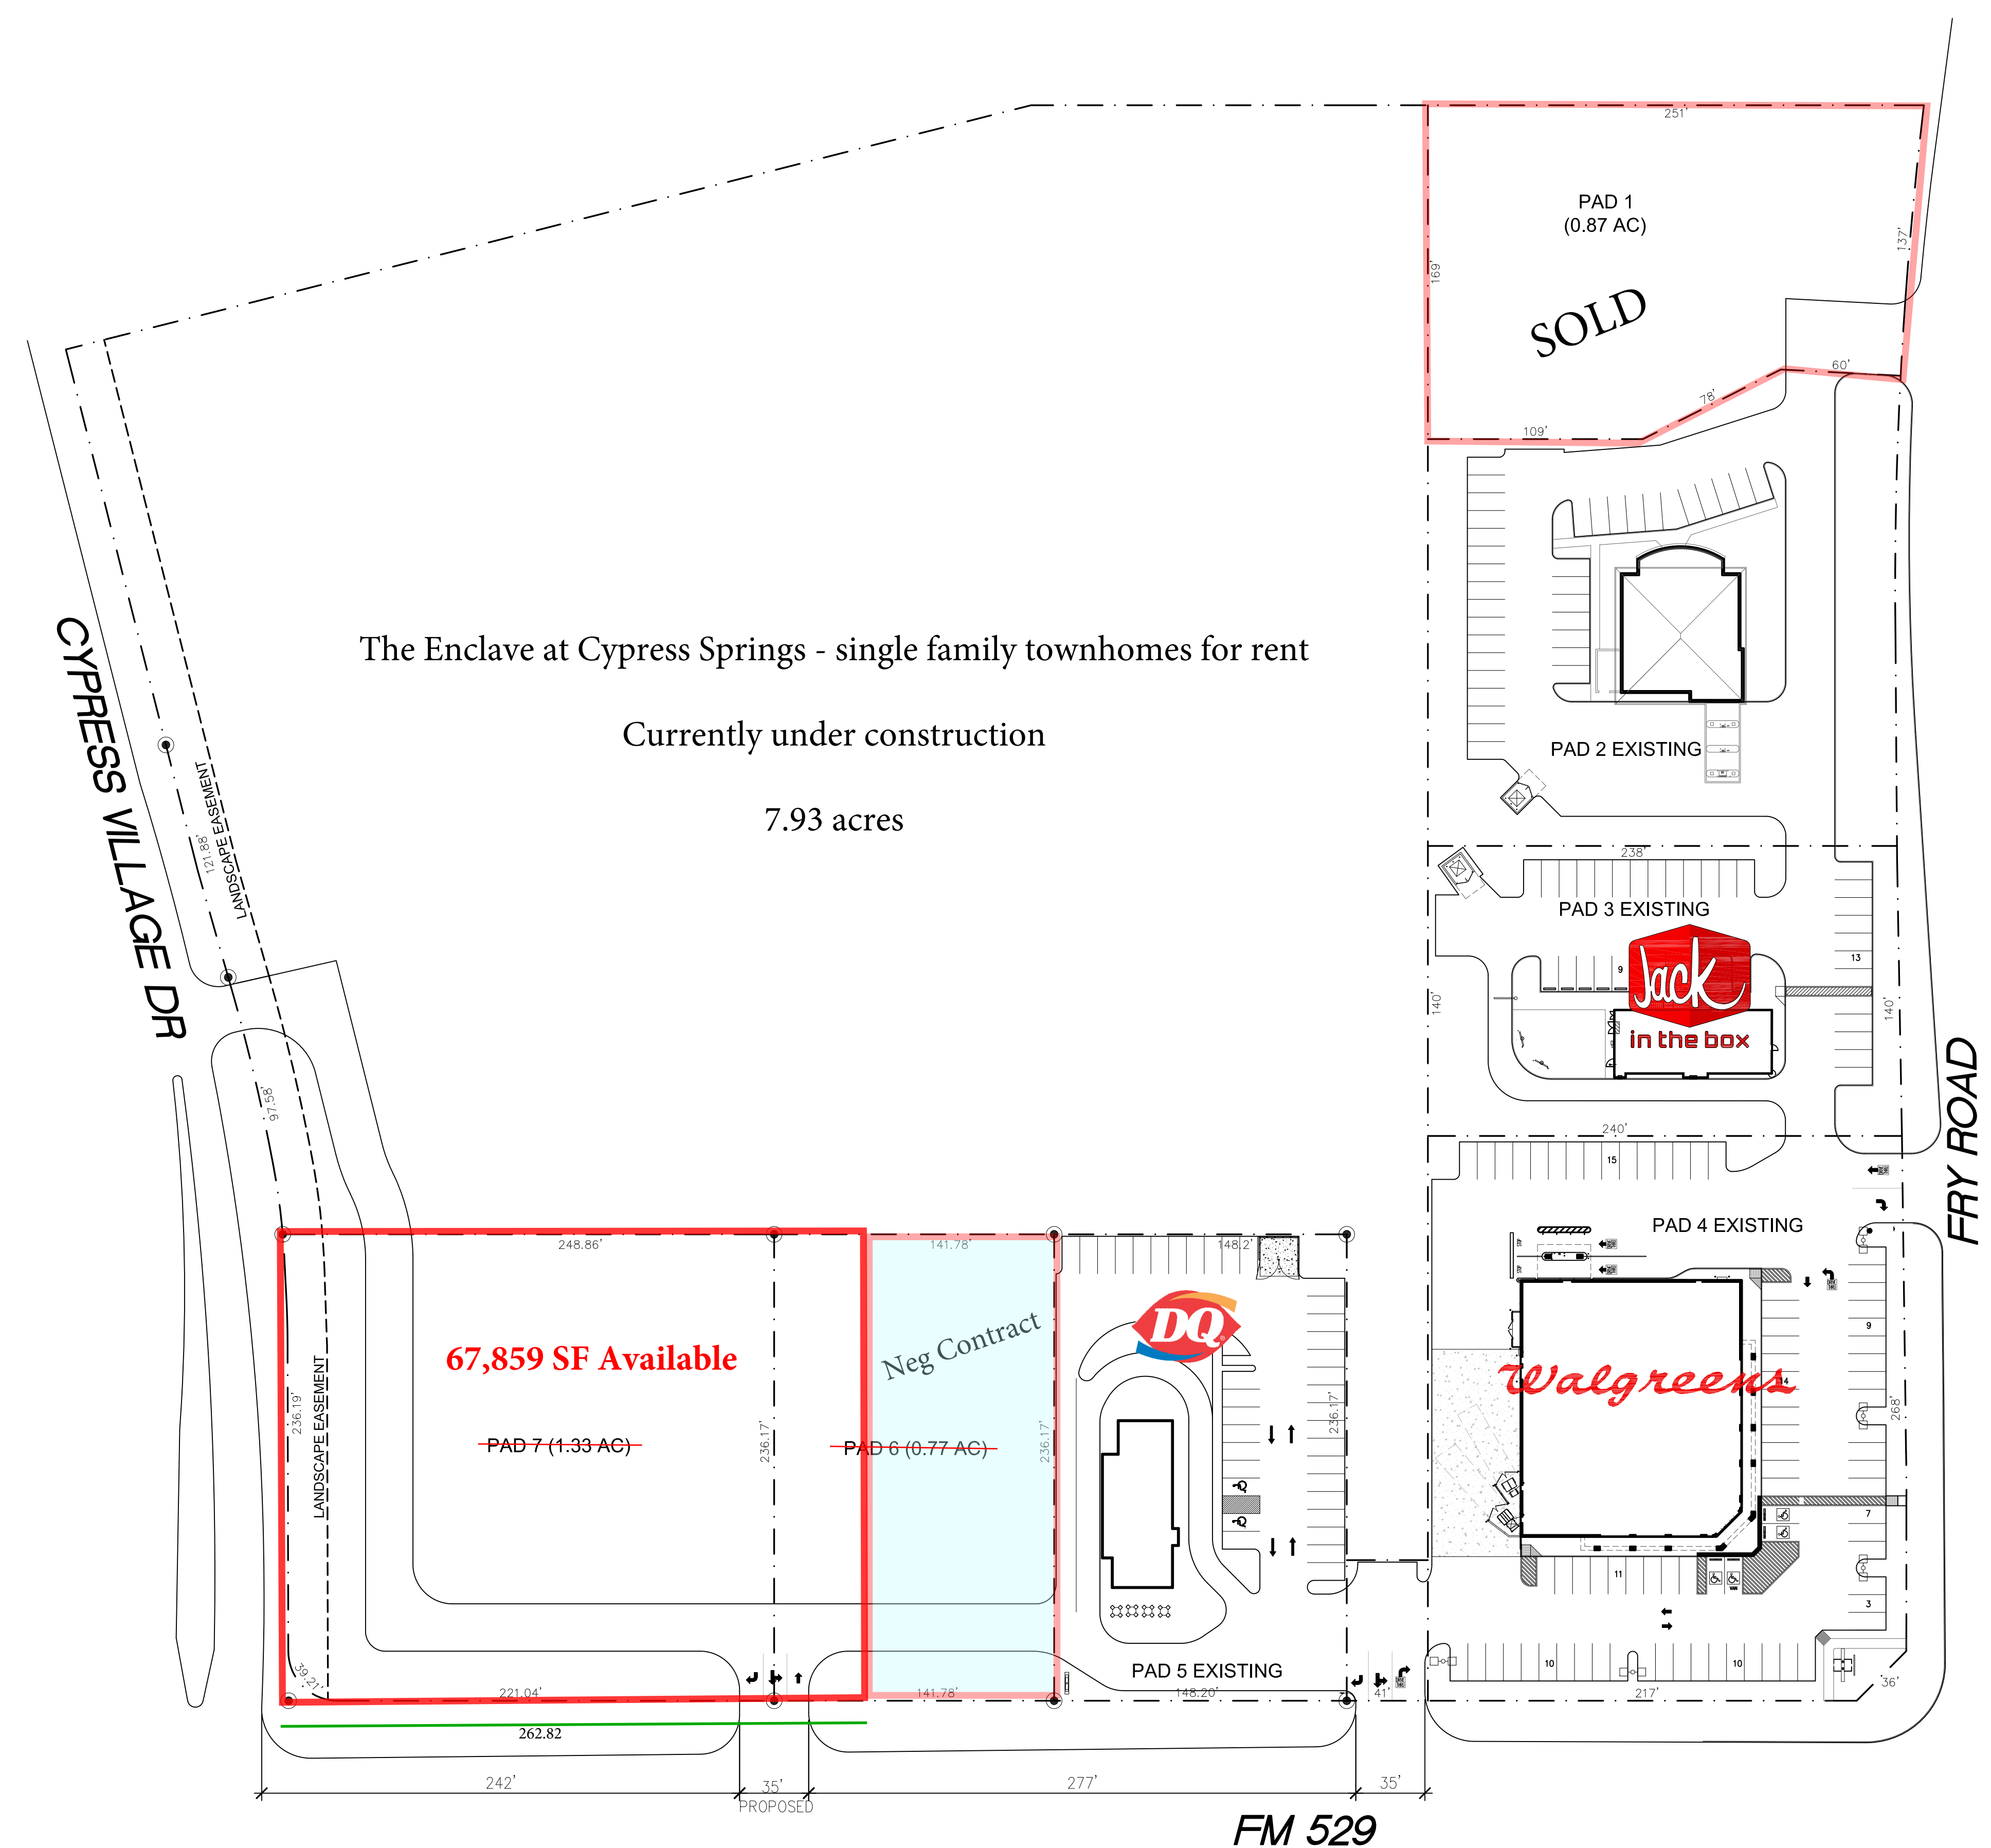 251'
PAD 1
(0.87 AC)
137'
169'
SOLD
60'
78'
109'
The Enclave at Cypress Springs - single family townhomes for rent
Currently under construction
7.93 acres
CYPRESS VILLAGE DR
LANDSCAPE EASEMENT
LANDSCAPE EASEMENT
121.88'
97.58'
PAD 2 EXISTING
238'
PAD 3 EXISTING
9
13
Jack
in the box
140'
140'
FRY ROAD
240'
15
PAD 4 EXISTING
248.86'
141.78'
148.2'
67,859 SF Available
Neg Contract
DQ
Walgreens
9
14
268'
236.19'
LANDSCAPE EASEMENT
PAD 7 (1.33 AC)
236.17'
PAD 6 (0.77 AC)
236.17'
236.17'
7
11
VAN
3
10
10
PAD 5 EXISTING
39.21'
221.04'
141.78'
148.20'
41'
217'
36'
262.82
242'
35'
PROPOSED
277'
35'
FM 529